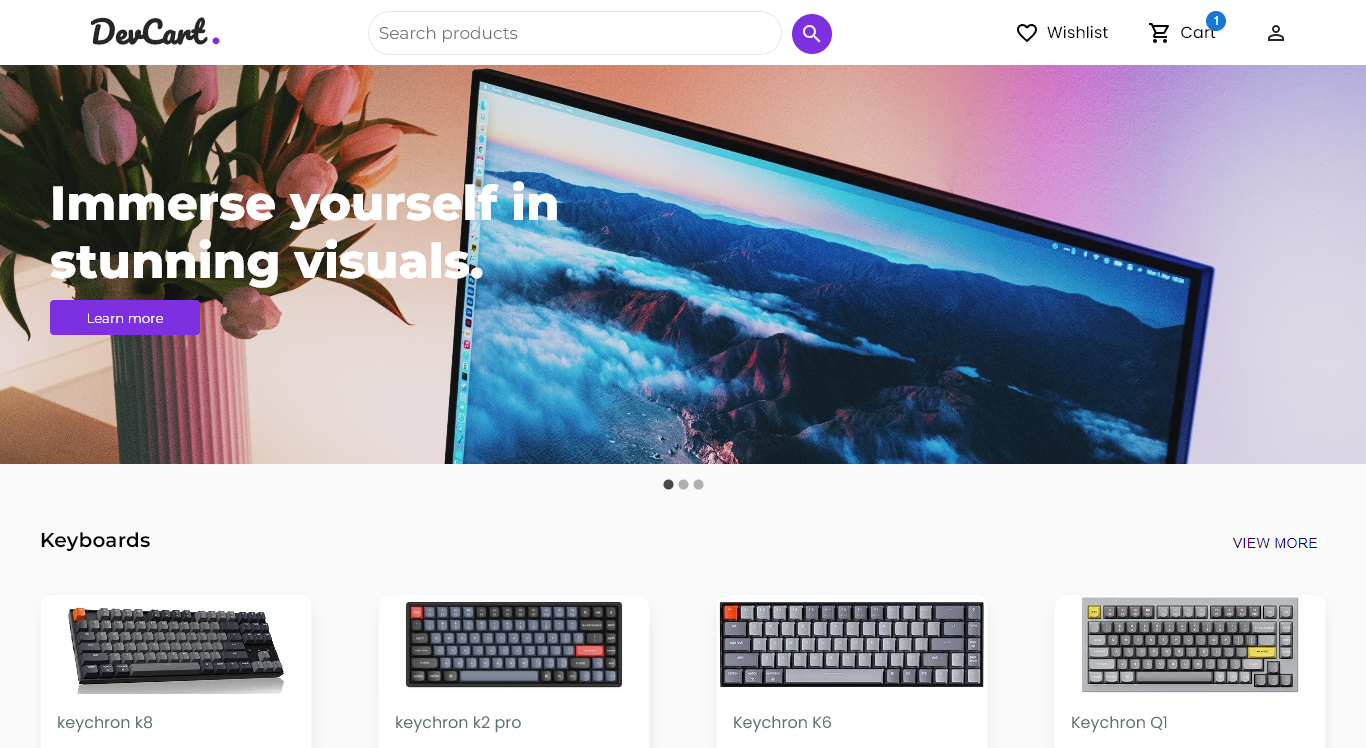 DevCart.
Search products
Wishlist
Cart
1
Immerse yourself in
stunning visuals.
Learn more
Keyboards
VIEW MORE
keychron k8
keychron k2 pro
Keychron K6
Keychron Q1